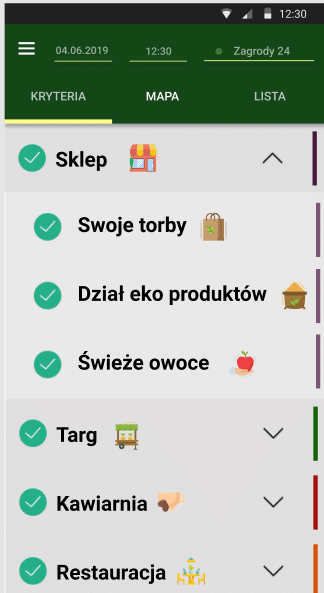 12:30
04.06.2019 12:30 Zagrody 24
KRYTERIA MAPA LISTA
Sklep
Swoje torby
Dział eko produktów
Świeże owoce
Targ
Kawiarnia
Restauracja